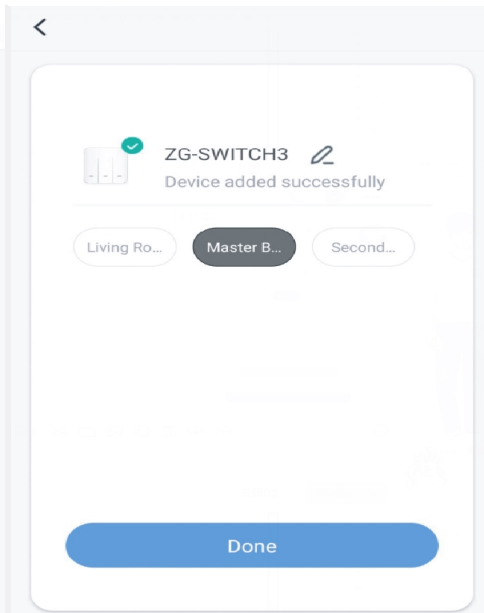 ZG-SWITCH3
Device added successfully
Living Ro... Master B... Second...
Done